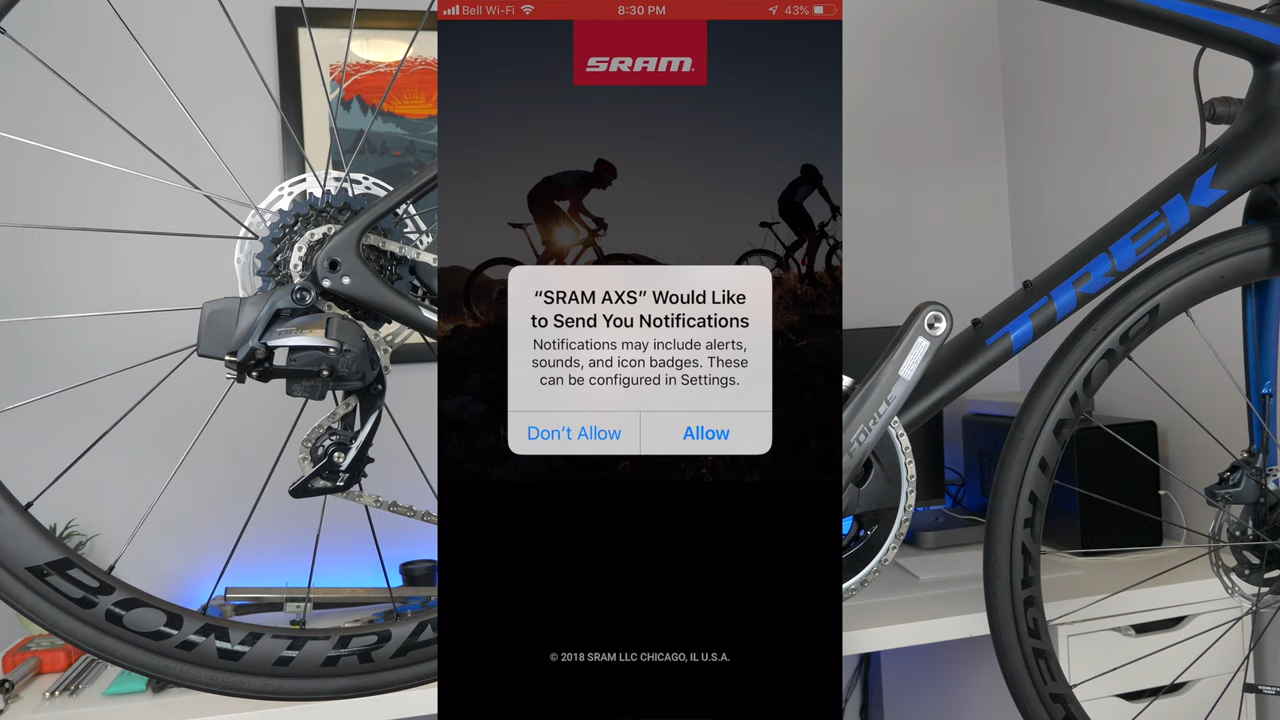 Bell Wi-Fi
8:30 PM
43%
SRAM
“SRAM AXS” Would Like
to Send You Notifications
Notifications may include alerts,
sounds, and icon badges. These
can be configured in Settings.
Don’t Allow
Allow
© 2018 SRAM LLC CHICAGO, IL U.S.A.
TREK
FORCE
BONTRA
BONTRAGER